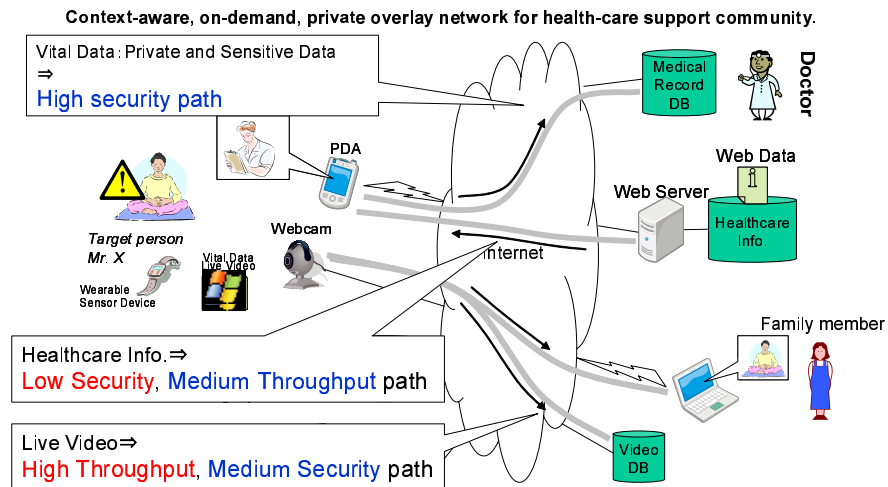 Context-aware, on-demand, private overlay network for health-care support community.
Vital Data : Private and Sensitive Data
⇒
High security path
Medical
Record
DB
Doctor
PDA
Web Data
i
Web Server
Healthcare
Info.
Webcam
Target person
Mr. X
Vital Data
Live Video
Wearable
Sensor Device
Internet
Healthcare Info.⇒
Low Security, Medium Throughput path
Family member
Live Video⇒
High Throughput, Medium Security path
Video
DB